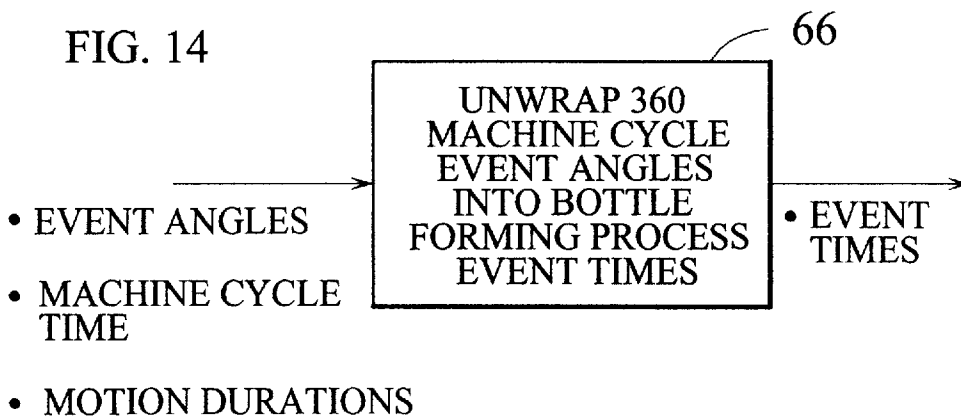 FIG. 14
66
UNWRAP 360
MACHINE CYCLE
EVENT ANGLES
INTO BOTTLE
FORMING PROCESS
EVENT TIMES
• EVENT ANGLES
• MACHINE CYCLE
TIME
• MOTION DURATIONS
• EVENT
TIMES